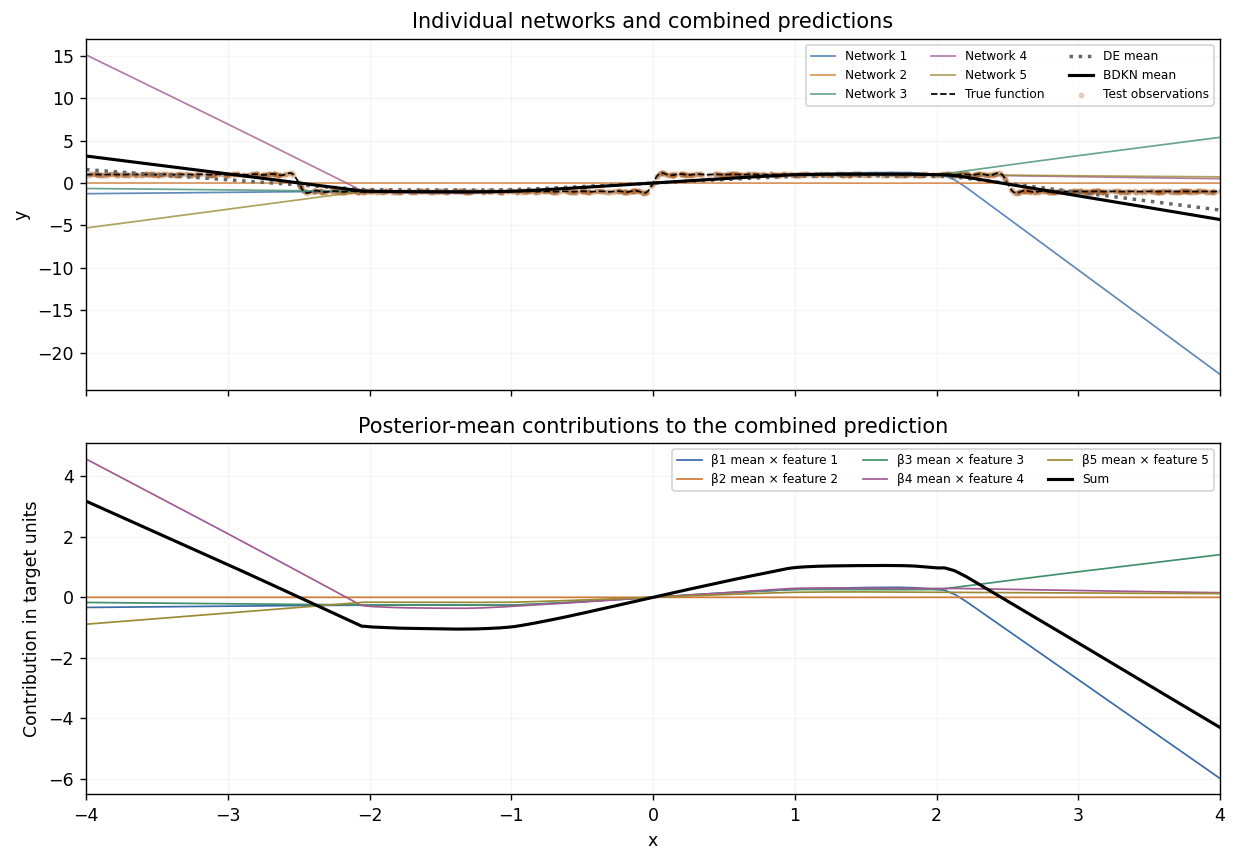 Individual networks and combined predictions
Network 1
Network 2
Network 3
Network 4
Network 5
True function
DE mean
BDKN mean
Test observations
15
10
5
0
−5
−10
−15
−20
y
Posterior-mean contributions to the combined prediction
β1 mean × feature 1
β2 mean × feature 2
β3 mean × feature 3
β4 mean × feature 4
β5 mean × feature 5
Sum
4
2
0
−2
−4
−6
Contribution in target units
−4 −3 −2 −1 0 1 2 3 4
x